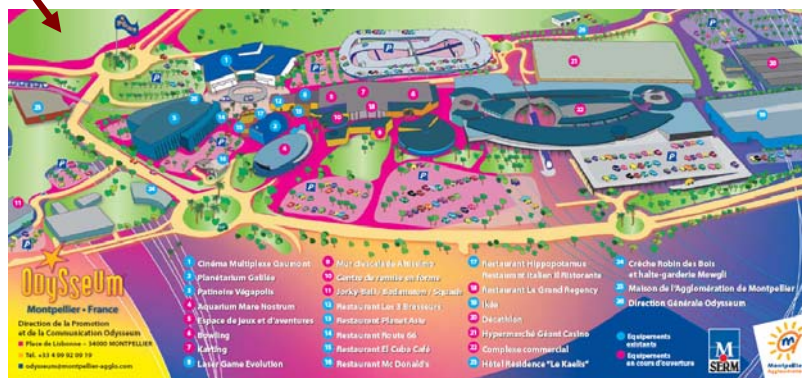 OdySseUm
Montpellier • France
Direction de la Promotion
et de la Communication Odysseum
Place de Lisbonne – 34000 MONTPELLIER
Tél. +33 4 99 92 09 19
odysseum@montpellier-agglo.com
1 Cinéma Multiplexe Gaumont
2 Planétarium Galilée
3 Patinoire Végapolis
4 Aquarium Mare Nostrum
5 Espace de jeux et d'aventures
6 Bowling
7 Karting
8 Laser Game Evolution
9 Mur d'escalade Altissimo
10 Centre de remise en forme
11 Jorky-Ball, Badminton / Squash
12 Restaurant Les 3 Brasseurs
13 Restaurant Planet Asie
14 Restaurant Route 66
15 Restaurant El Cuba Café
16 Restaurant Mc Donald's
17 Restaurant Hippopotamus
Restaurant Italien Il Ristorante
18 Restaurant Le Grand Regency
19 Ikéa
20 Décathlon
21 Hypermarché Géant Casino
22 Complexe commercial
23 Hôtel Résidence "Le Kaelis"
24 Crèche Robin des Bois
et halte-garderie Mowgli
25 Maison de l'Agglomération de Montpellier
26 Direction Générale Odysseum
Equipements
existants
Equipements
en cours d'ouverture
M
SERM
Montpellier
Agglomération